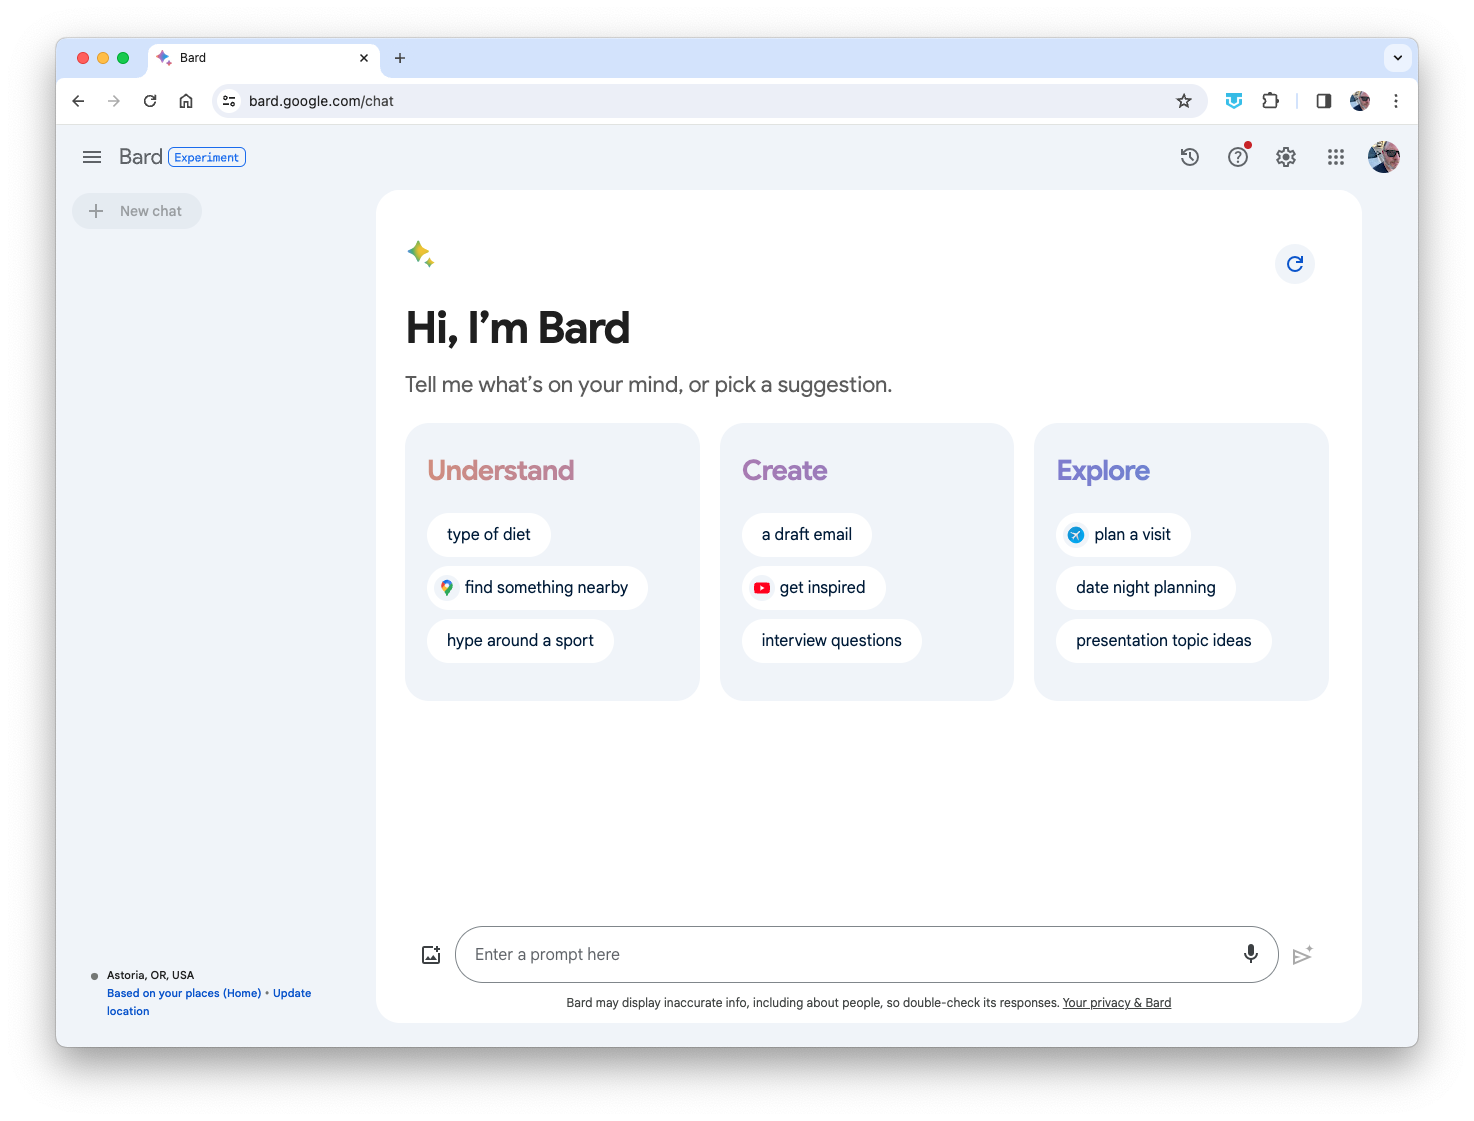 Bard
bard.google.com/chat
Bard Experiment
New chat
Hi, I’m Bard
Tell me what’s on your mind, or pick a suggestion.
Understand
type of diet
find something nearby
hype around a sport
Create
a draft email
get inspired
interview questions
Explore
plan a visit
date night planning
presentation topic ideas
Enter a prompt here
Bard may display inaccurate info, including about people, so double-check its responses. Your privacy & Bard
Astoria, OR, USA
Based on your places (Home) • Update
location